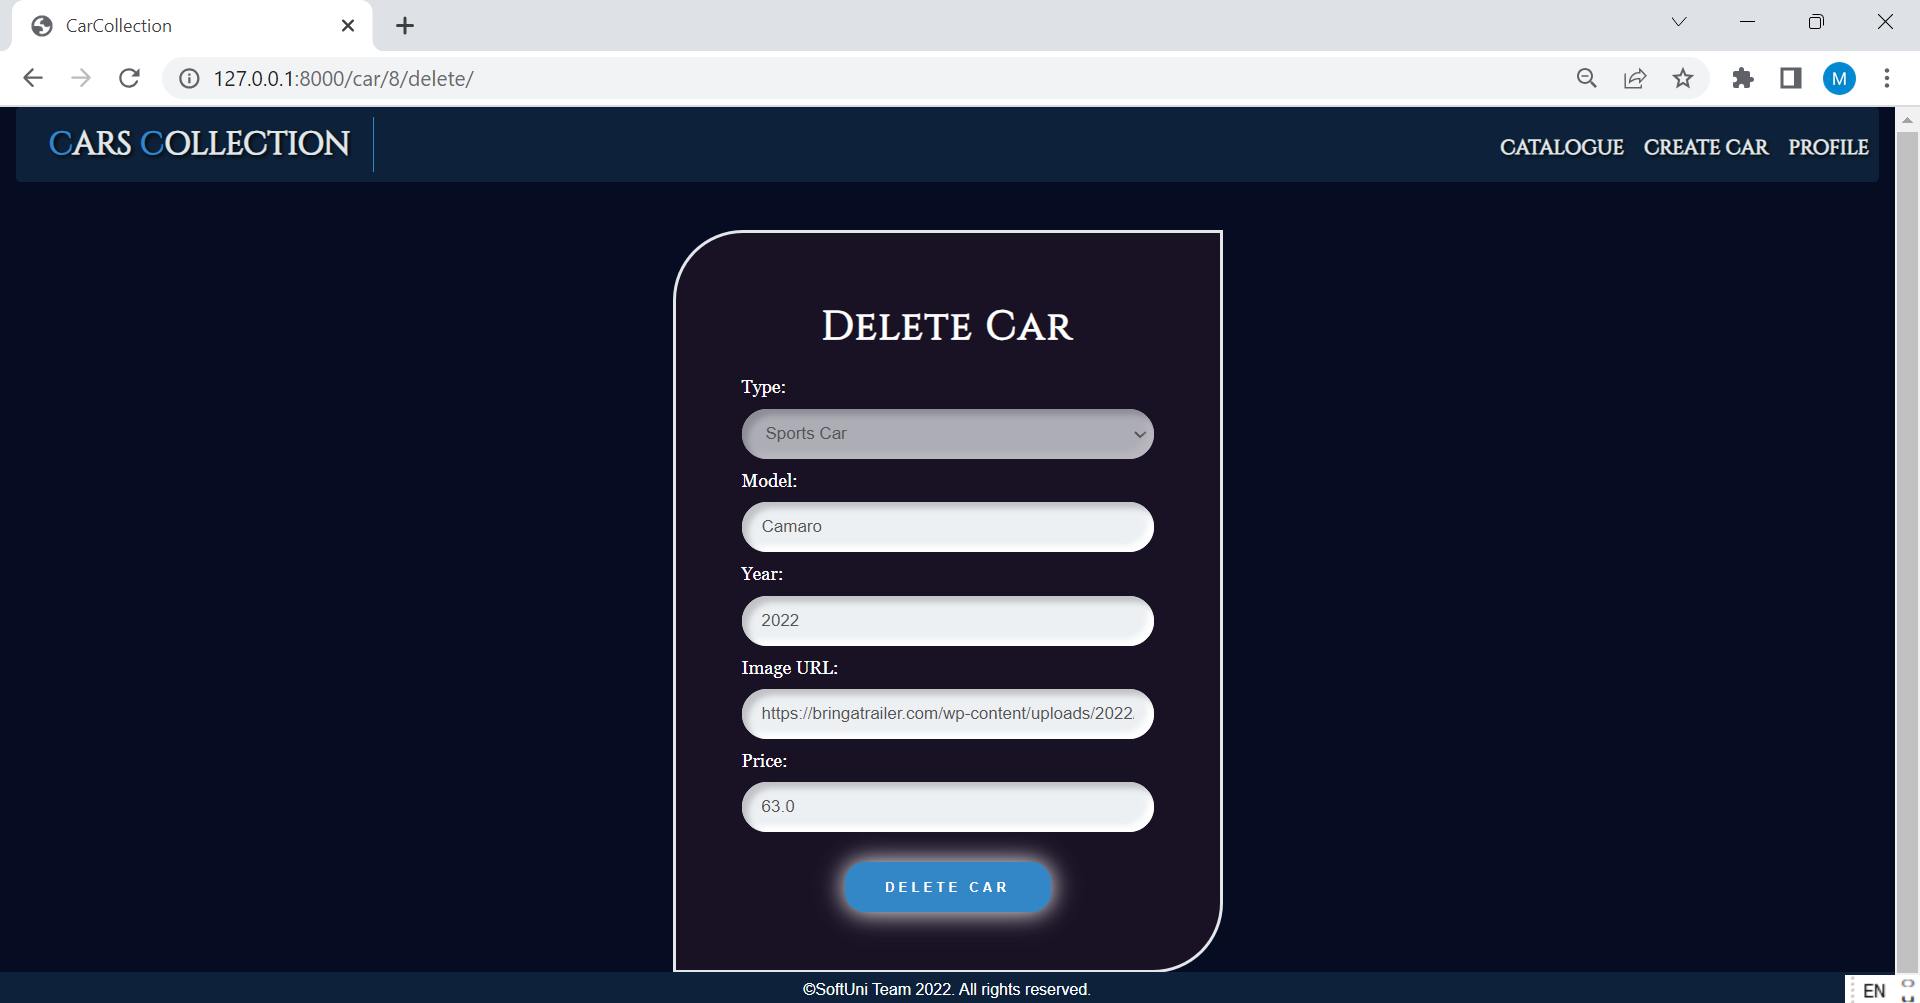 CarCollection
127.0.0.1:8000/car/8/delete/
M
CARS COLLECTION
CATALOGUE CREATE CAR PROFILE
DELETE CAR
Type:
Sports Car
Model:
Camaro
Year:
2022
Image URL:
https://bringatrailer.com/wp-content/uploads/2022
Price:
63.0
DELETE CAR
©SoftUni Team 2022. All rights reserved.
EN